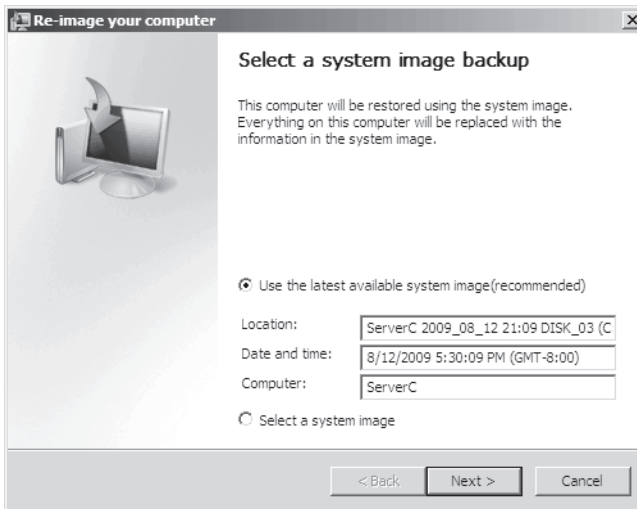 Re-image your computer
Select a system image backup
This computer will be restored using the system image.
Everything on this computer will be replaced with the
information in the system image.
Use the latest available system image(recommended)
Location: ServerC 2009_08_12 21:09 DISK_03 (C
Date and time: 8/12/2009 5:30:09 PM (GMT-8:00)
Computer: ServerC
Select a system image
< Back Next > Cancel